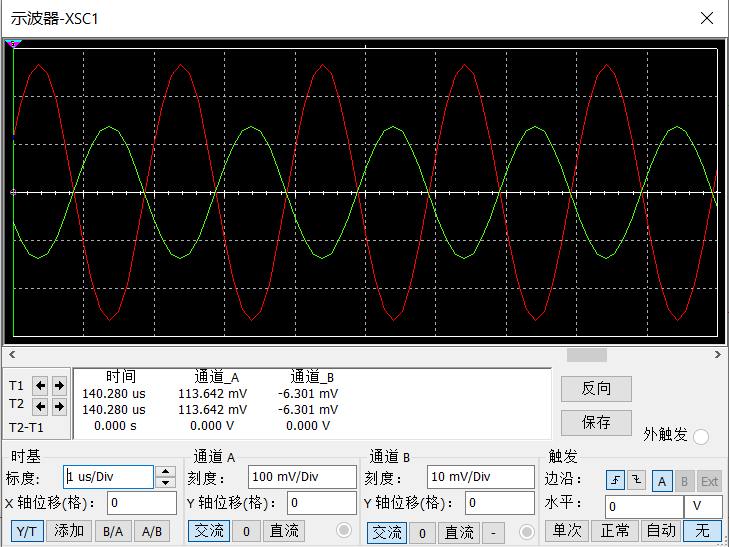 示波器-XSC1
时间 通道_A 通道_B
T1 140.280 us 113.642 mV -6.301 mV
T2 140.280 us 113.642 mV -6.301 mV
T2-T1 0.000 s 0.000 V 0.000 V
反向
保存
外触发
时基
标度: 1 us/Div
X 轴位移(格): 0
Y/T 添加 B/A A/B
通道 A
刻度: 100 mV/Div
Y 轴位移(格): 0
交流 0 直流
通道 B
刻度: 10 mV/Div
Y 轴位移(格): 0
交流 0 直流 -
触发
边沿: A B Ext
水平: 0 V
单次 正常 自动 无